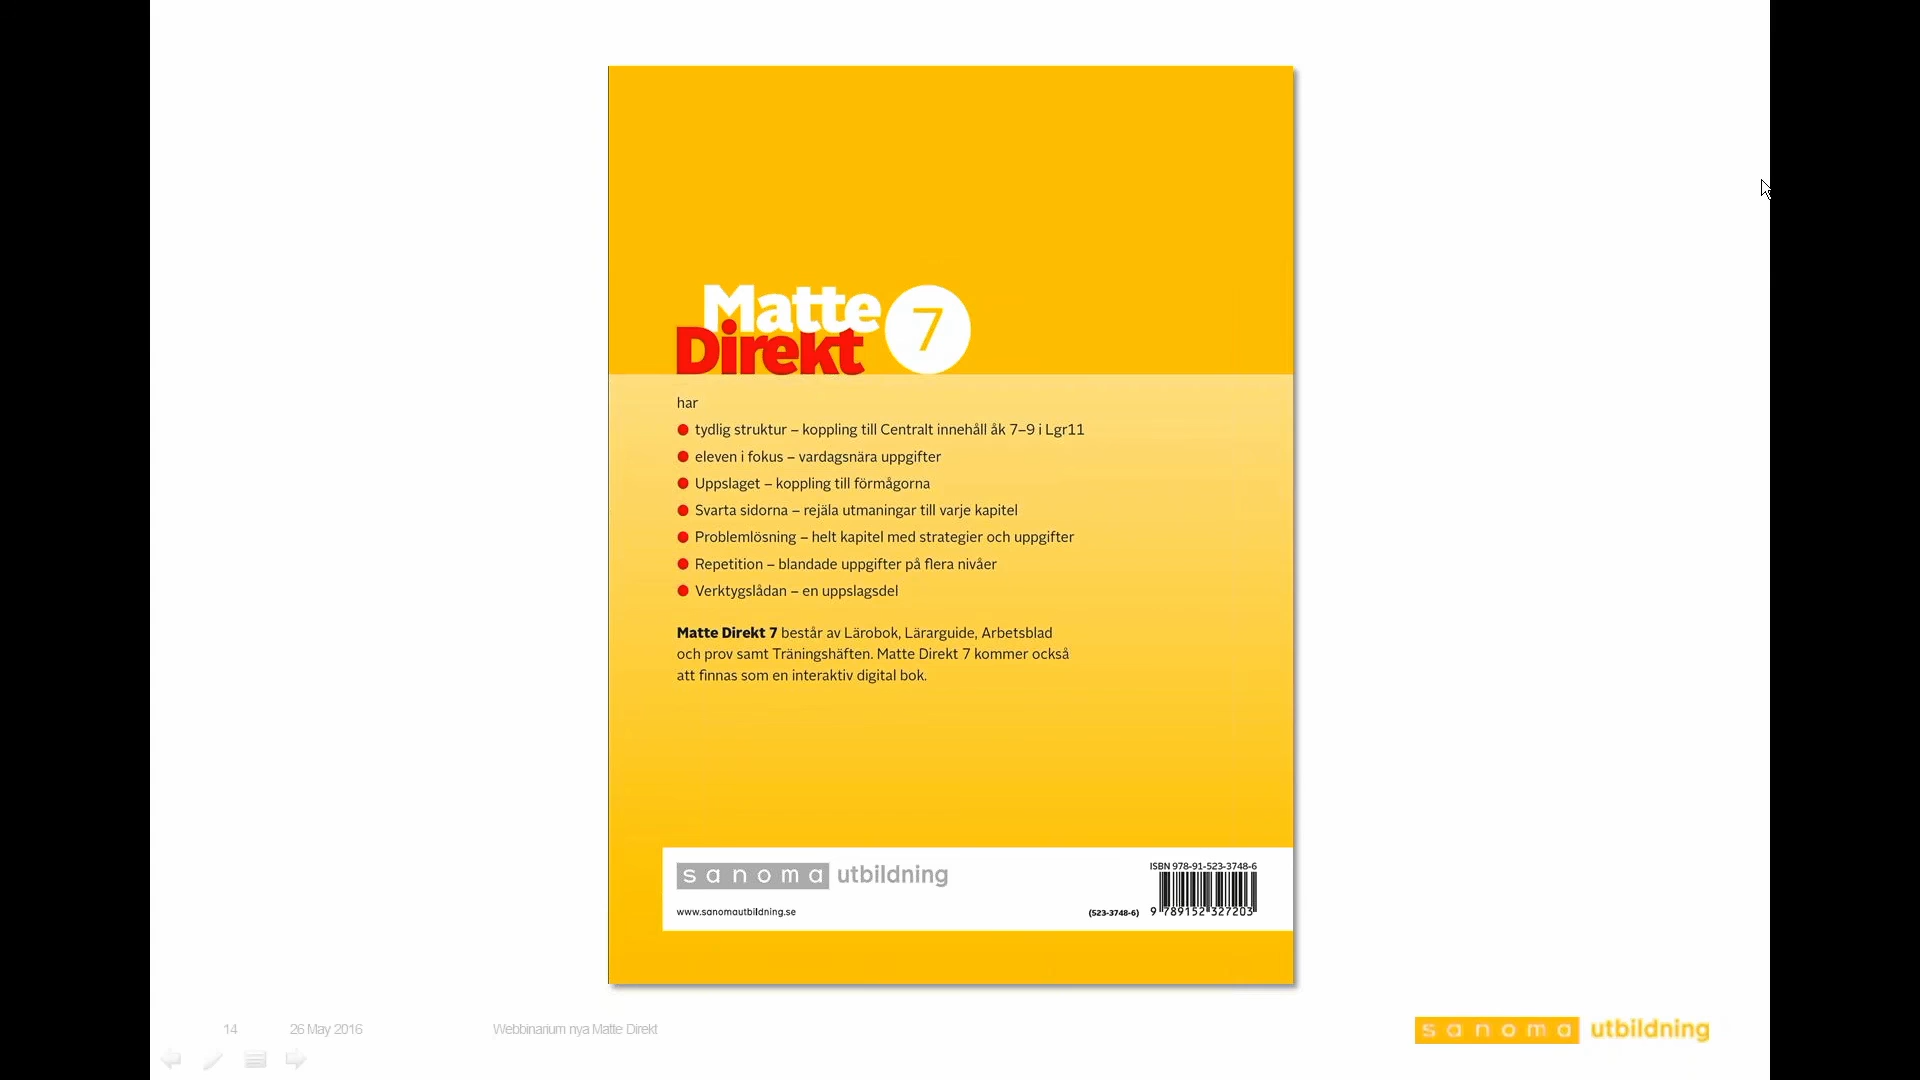 Matte
Direkt 7
har
tydlig struktur – koppling till Centralt innehåll åk 7–9 i Lgr11
eleven i fokus – vardagsnära uppgifter
Uppslaget – koppling till förmågorna
Svarta sidorna – rejäla utmaningar till varje kapitel
Problemlösning – helt kapitel med strategier och uppgifter
Repetition – blandade uppgifter på flera nivåer
Verktygslådan – en uppslagsdel
Matte Direkt 7 består av Lärobok, Lärarguide, Arbetsblad
och prov samt Träningshäften. Matte Direkt 7 kommer också
att finnas som en interaktiv digital bok.
sanoma utbildning
www.sanomautbildning.se
ISBN 978-91-523-3748-6
(523-3748-6)
9 789152 327203
14 26 May 2016 Webbinarium nya Matte Direkt
sanoma utbildning